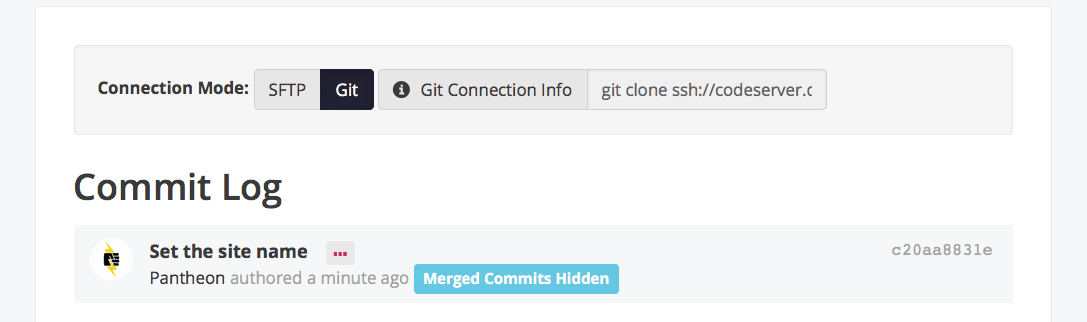 Connection Mode: SFTP Git Git Connection Info git clone ssh://codeserver.c
Commit Log
Set the site name ••• c20aa8831e
Pantheon authored a minute ago Merged Commits Hidden